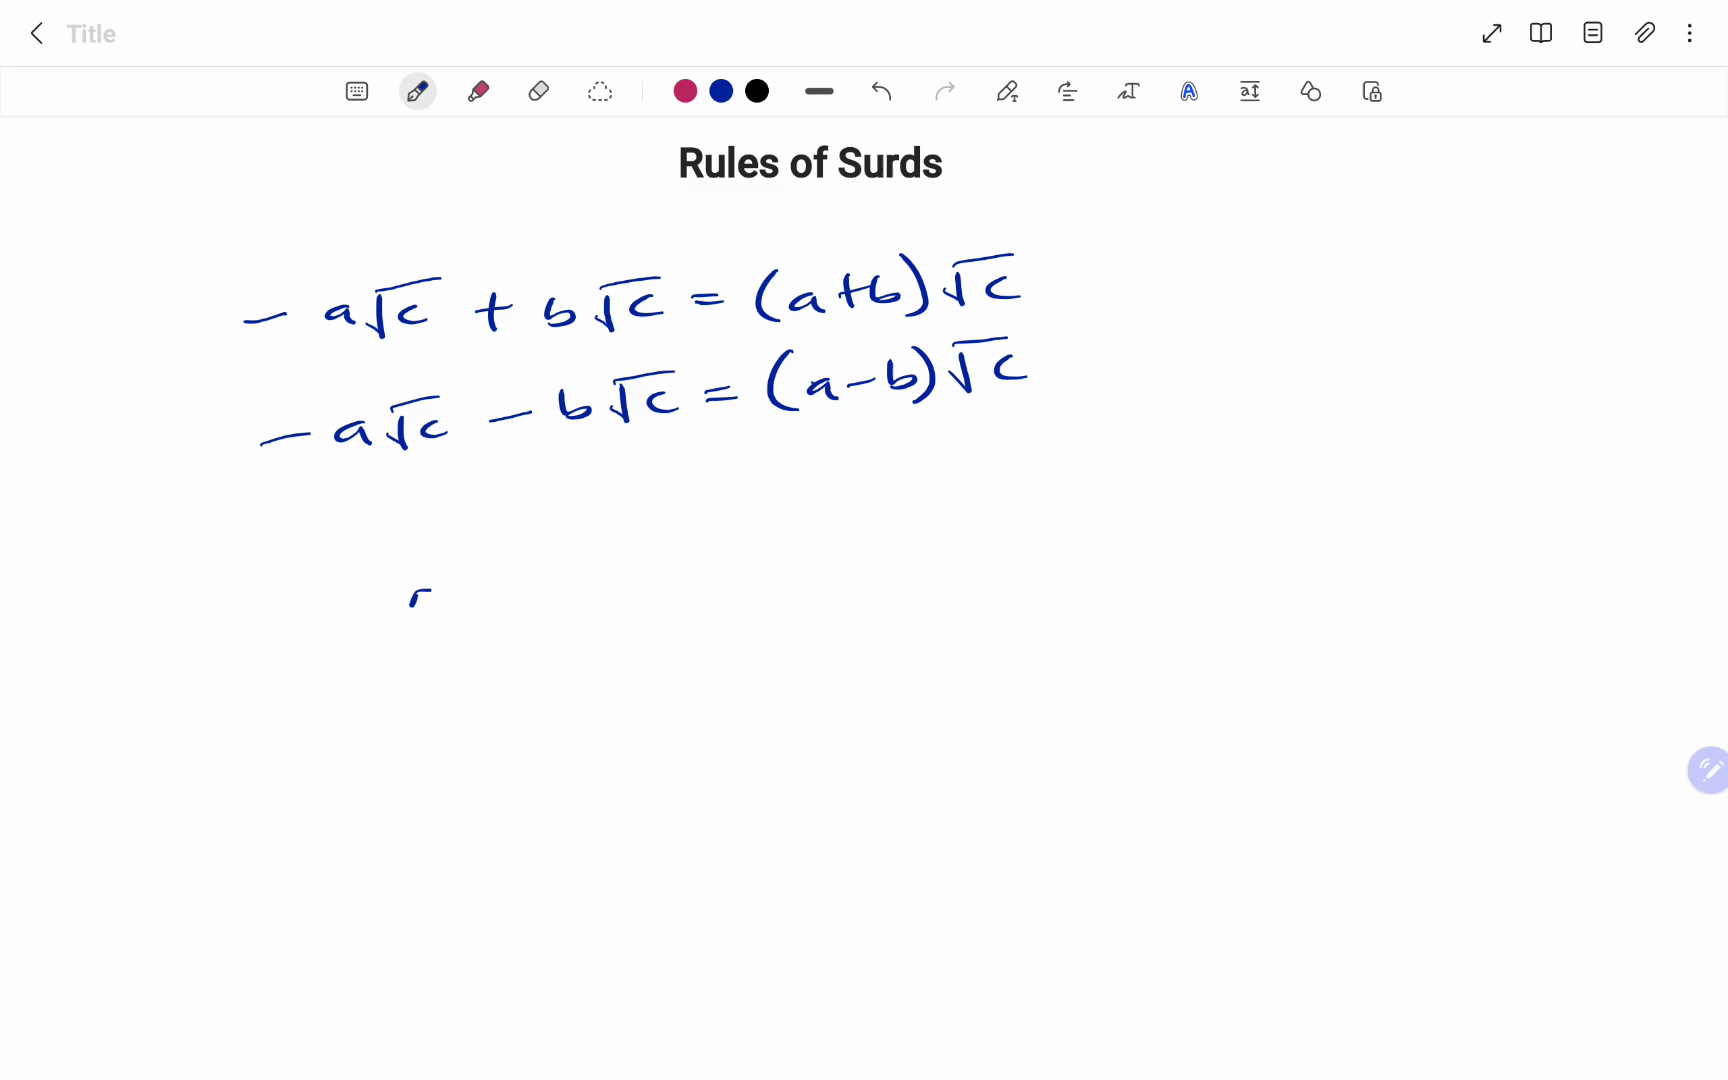 Title
Rules of Surds
- a√c + b√c = (a+b)√c
- a√c - b√c = (a-b)√c